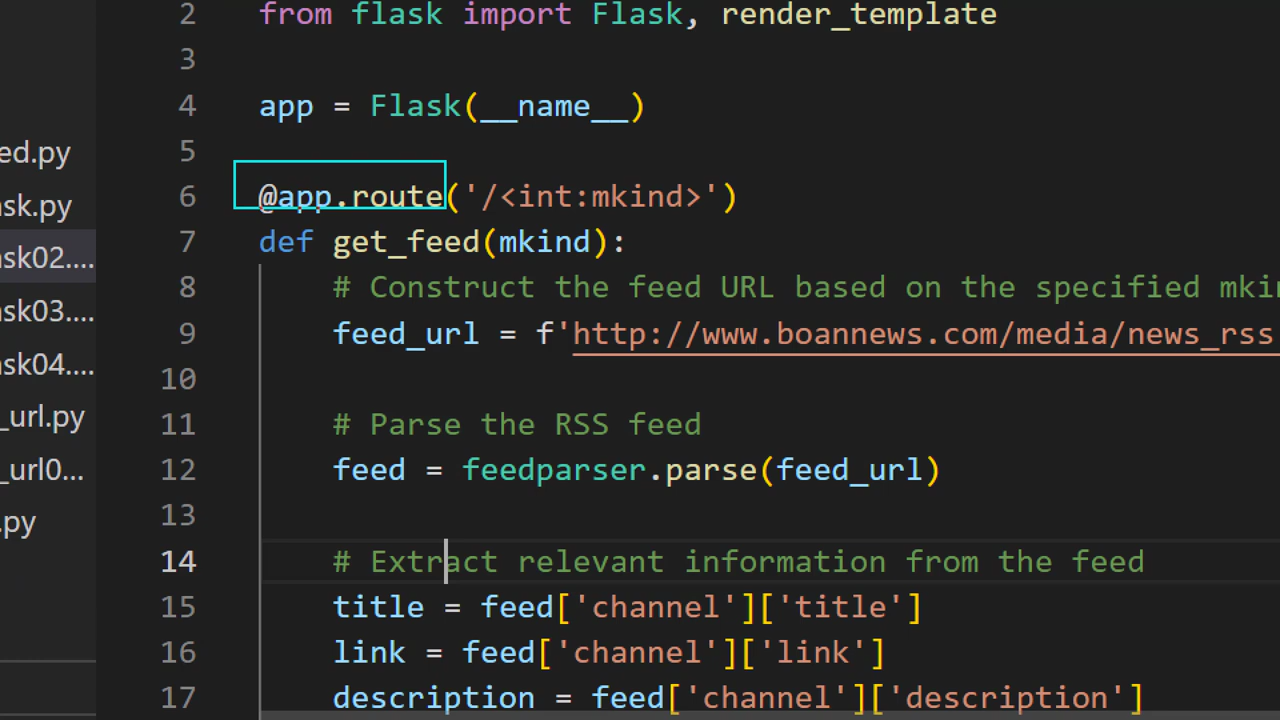 2 from flask import Flask, render_template
3
4 app = Flask(__name__)
5
6 @app.route('/<int:mkind>')
7 def get_feed(mkind):
8 # Construct the feed URL based on the specified mkin
9 feed_url = f'http://www.boannews.com/media/news_rss
10
11 # Parse the RSS feed
12 feed = feedparser.parse(feed_url)
13
14 # Extract relevant information from the feed
15 title = feed['channel']['title']
16 link = feed['channel']['link']
17 description = feed['channel']['description']
ed.py
ask.py
ask02....
ask03....
ask04....
_url.py
_url0...
.py